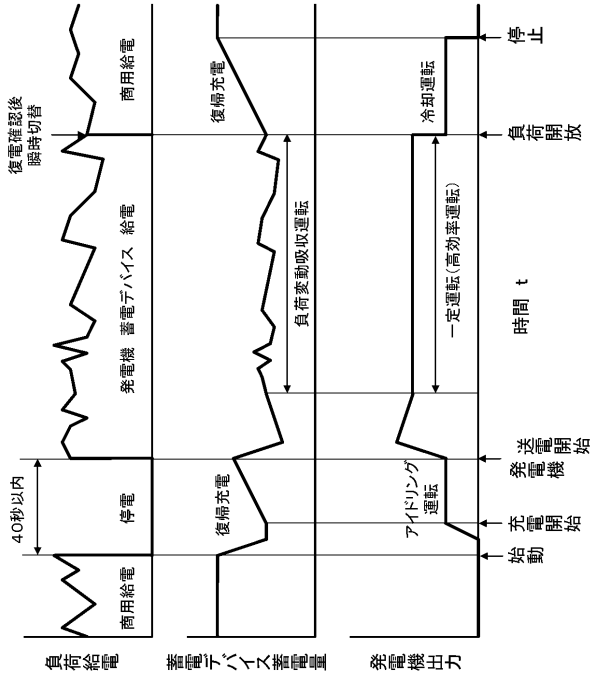 負荷給電
商用給電
40秒以内
停電
発電機 蓄電デバイス 給電
復電確認後
瞬時切替
商用給電
蓄電デバイス蓄電量
復帰充電
負荷変動吸収運転
復帰充電
発電機出力
アイドリング
運転
一定運転(高効率運転)
冷却運転
始動
充電開始
発電機
送電開始
時間 t
負荷開放
停止